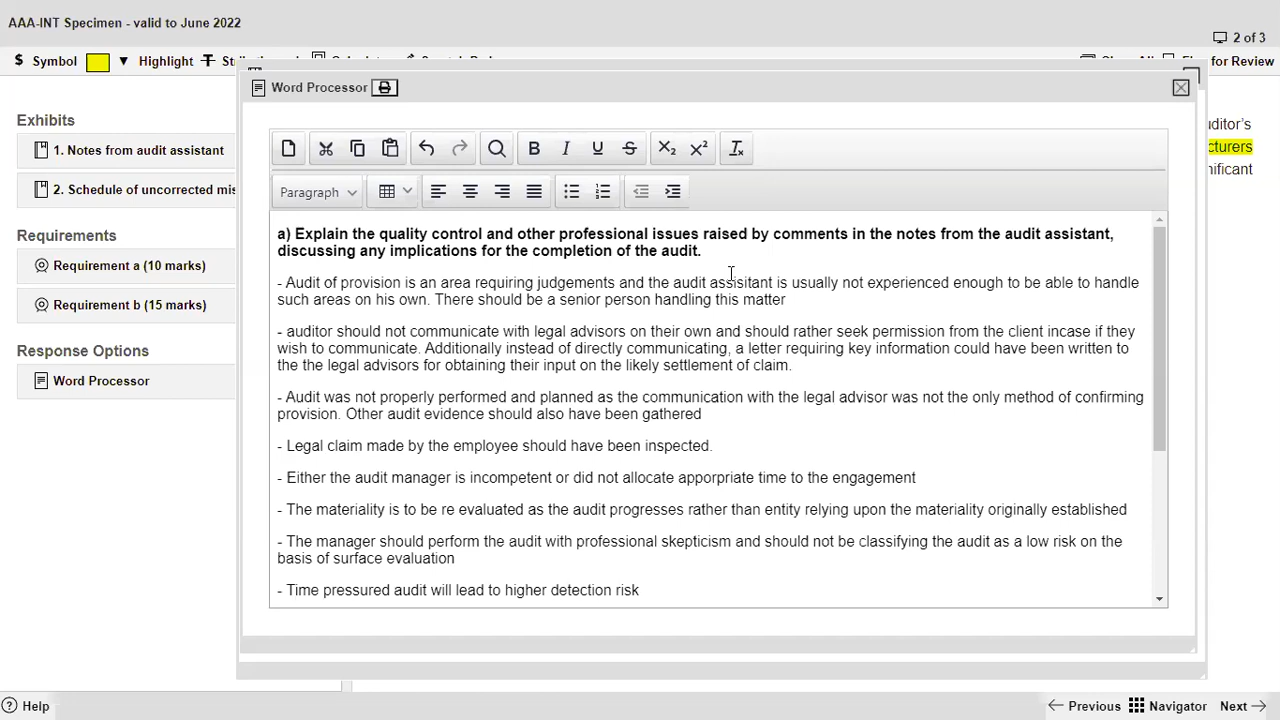 AAA-INT Specimen - valid to June 2022
2 of 3
Symbol
Highlight
for Review
Word Processor
Exhibits
1. Notes from audit assistant
2. Schedule of uncorrected mis
Requirements
Requirement a (10 marks)
Requirement b (15 marks)
Response Options
Word Processor
uditor's
cturers
nificant
Paragraph
a) Explain the quality control and other professional issues raised by comments in the notes from the audit assistant,
discussing any implications for the completion of the audit.
- Audit of provision is an area requiring judgements and the audit assisitant is usually not experienced enough to be able to handle
such areas on his own. There should be a senior person handling this matter
- auditor should not communicate with legal advisors on their own and should rather seek permission from the client incase if they
wish to communicate. Additionally instead of directly communicating, a letter requiring key information could have been written to
the the legal advisors for obtaining their input on the likely settlement of claim.
- Audit was not properly performed and planned as the communication with the legal advisor was not the only method of confirming
provision. Other audit evidence should also have been gathered
- Legal claim made by the employee should have been inspected.
- Either the audit manager is incompetent or did not allocate apporpriate time to the engagement
- The materiality is to be re evaluated as the audit progresses rather than entity relying upon the materiality originally established
- The manager should perform the audit with professional skepticism and should not be classifying the audit as a low risk on the
basis of surface evaluation
- Time pressured audit will lead to higher detection risk
Help
Previous
Navigator
Next